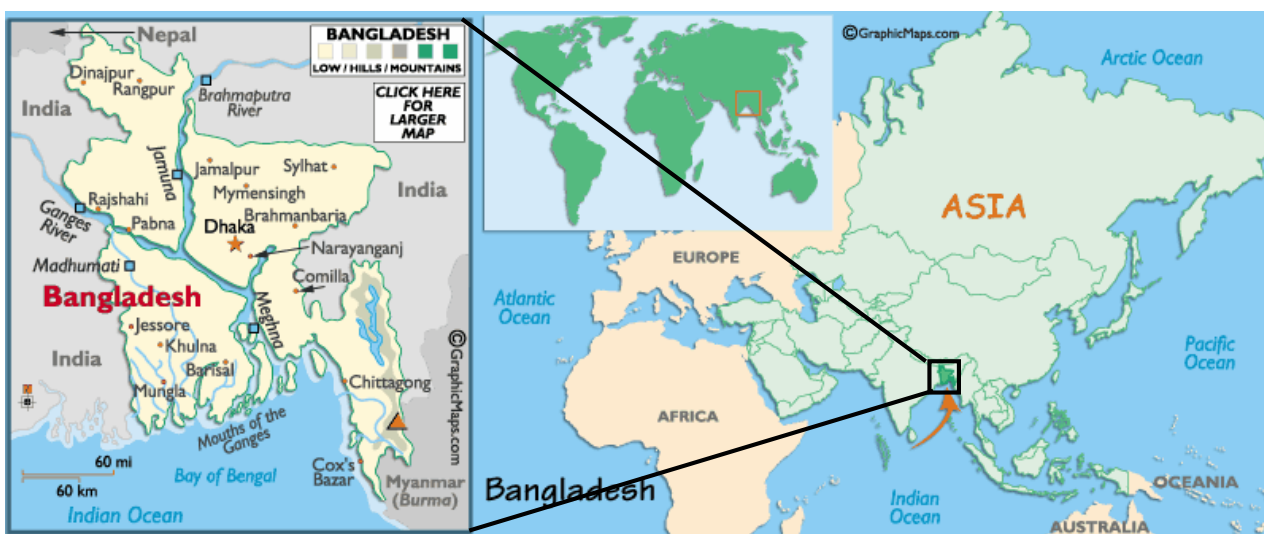 Nepal
BANGLADESH
LOW / HILLS / MOUNTAINS
CLICK HERE
FOR
LARGER
MAP
Dinajpur
Rangpur
India
Brahmaputra
River
Jamuna
Jamalpur
Sylhat
Mymensingh
India
Rajshahi
Ganges
River
Pabna
Dhaka
Brahmanbarja
Narayanganj
Madhumati
Comilla
Bangladesh
Meghna
Jessore
Khulna
India
Barisal
Mungla
Chittagong
Mouths of the
Ganges
60 mi
60 km
Bay of Bengal
Cox's
Bazar
Myanmar
(Burma)
Indian Ocean
©GraphicMaps.com
©GraphicMaps.com
Arctic Ocean
ASIA
EUROPE
Atlantic
Ocean
Pacific
Ocean
AFRICA
Bangladesh
Indian
Ocean
OCEANIA
AUSTRALIA